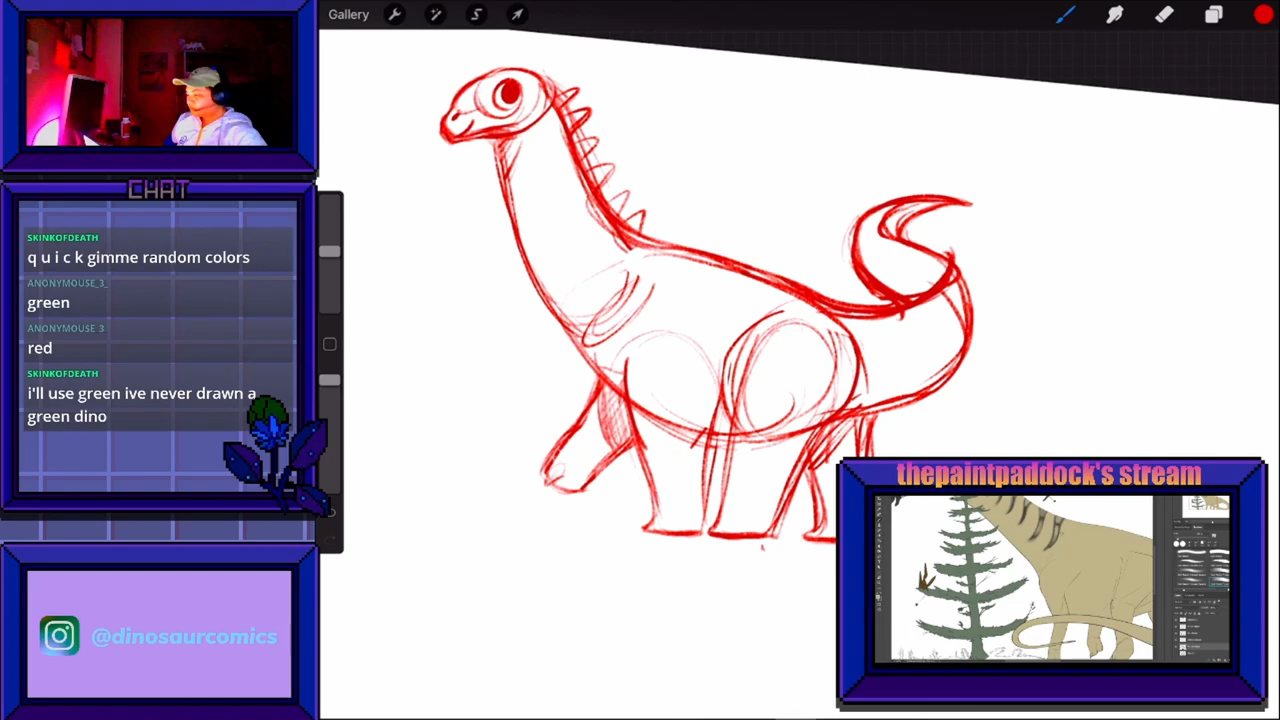 Gallery
CHAT
SKINKOFDEATH
q u i c k gimme random colors
ANONYMOUSE_3_
green
ANONYMOUSE 3
red
SKINKOFDEATH
i'll use green ive never drawn a
green dino
@dinosaurcomics
thepaintpaddock's stream